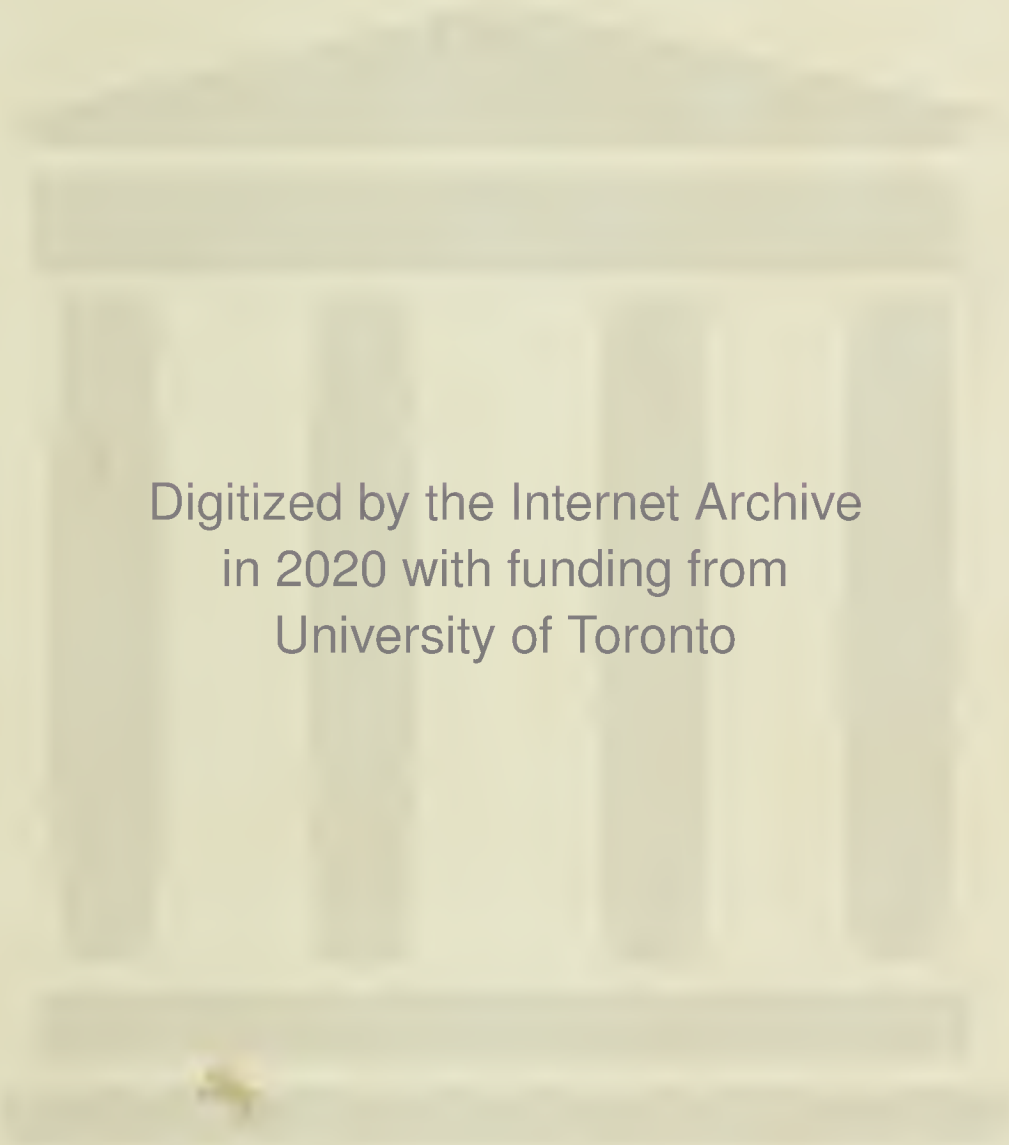 Digitized by the Internet Archive
in 2020 with funding from
University of Toronto